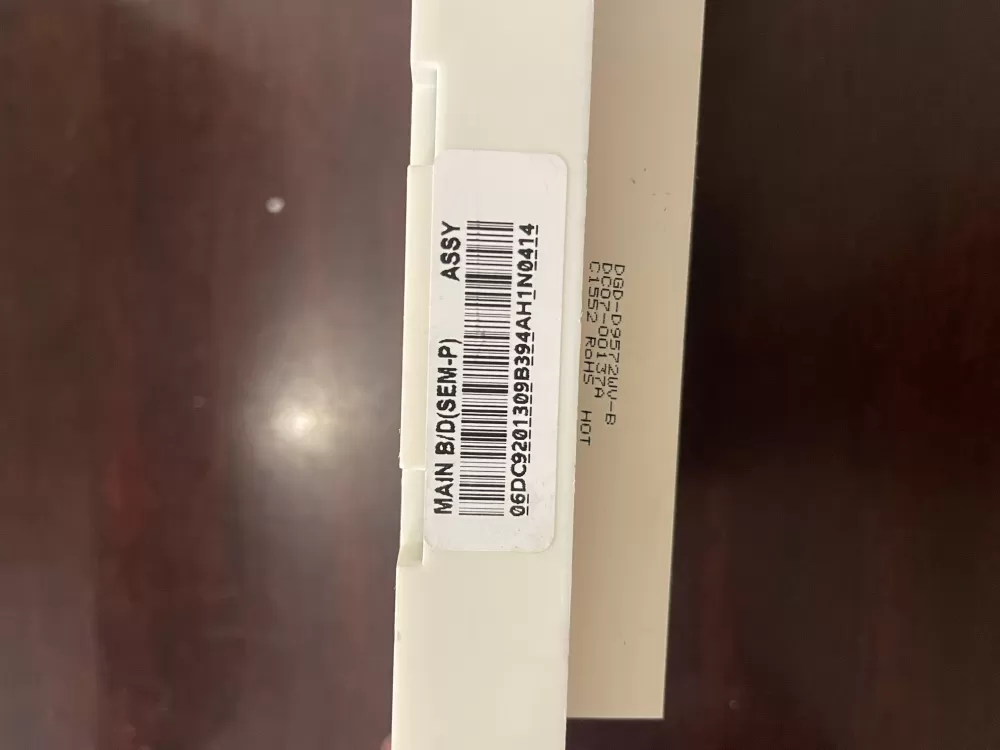 MAIN B/D(SEM-P) ASSY
06DC9201309B394AH1N0414
DGD-D9572WV-B
DC07-00137A
C1552 RoHS HOT